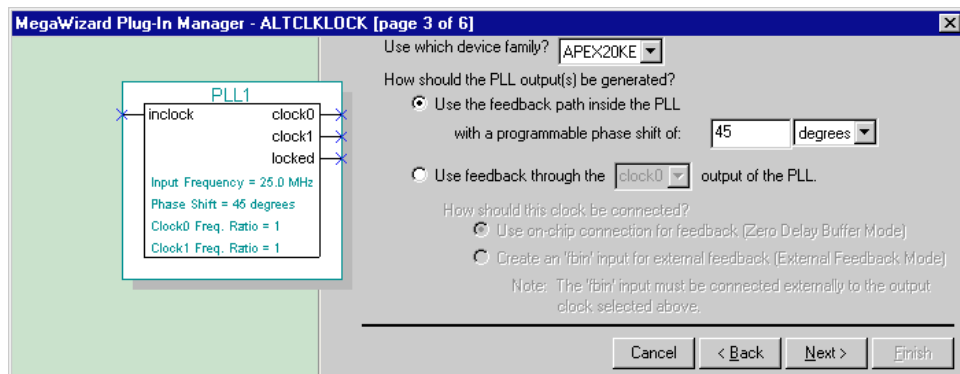 MegaWizard Plug-In Manager - ALTCLKLOCK [page 3 of 6]
Use which device family? APEX20KE
How should the PLL output(s) be generated?
Use the feedback path inside the PLL
with a programmable phase shift of: 45 degrees
Use feedback through the clock0 output of the PLL.
How should this clock be connected?
Use on-chip connection for feedback (Zero Delay Buffer Mode)
Create an 'fbin' input for external feedback (External Feedback Mode)
Note: The 'fbin' input must be connected externally to the output
clock selected above.
PLL1
inclock clock0
clock1
locked
Input Frequency = 25.0 MHz
Phase Shift = 45 degrees
Clock0 Freq. Ratio = 1
Clock1 Freq. Ratio = 1
Cancel < Back Next > Finish